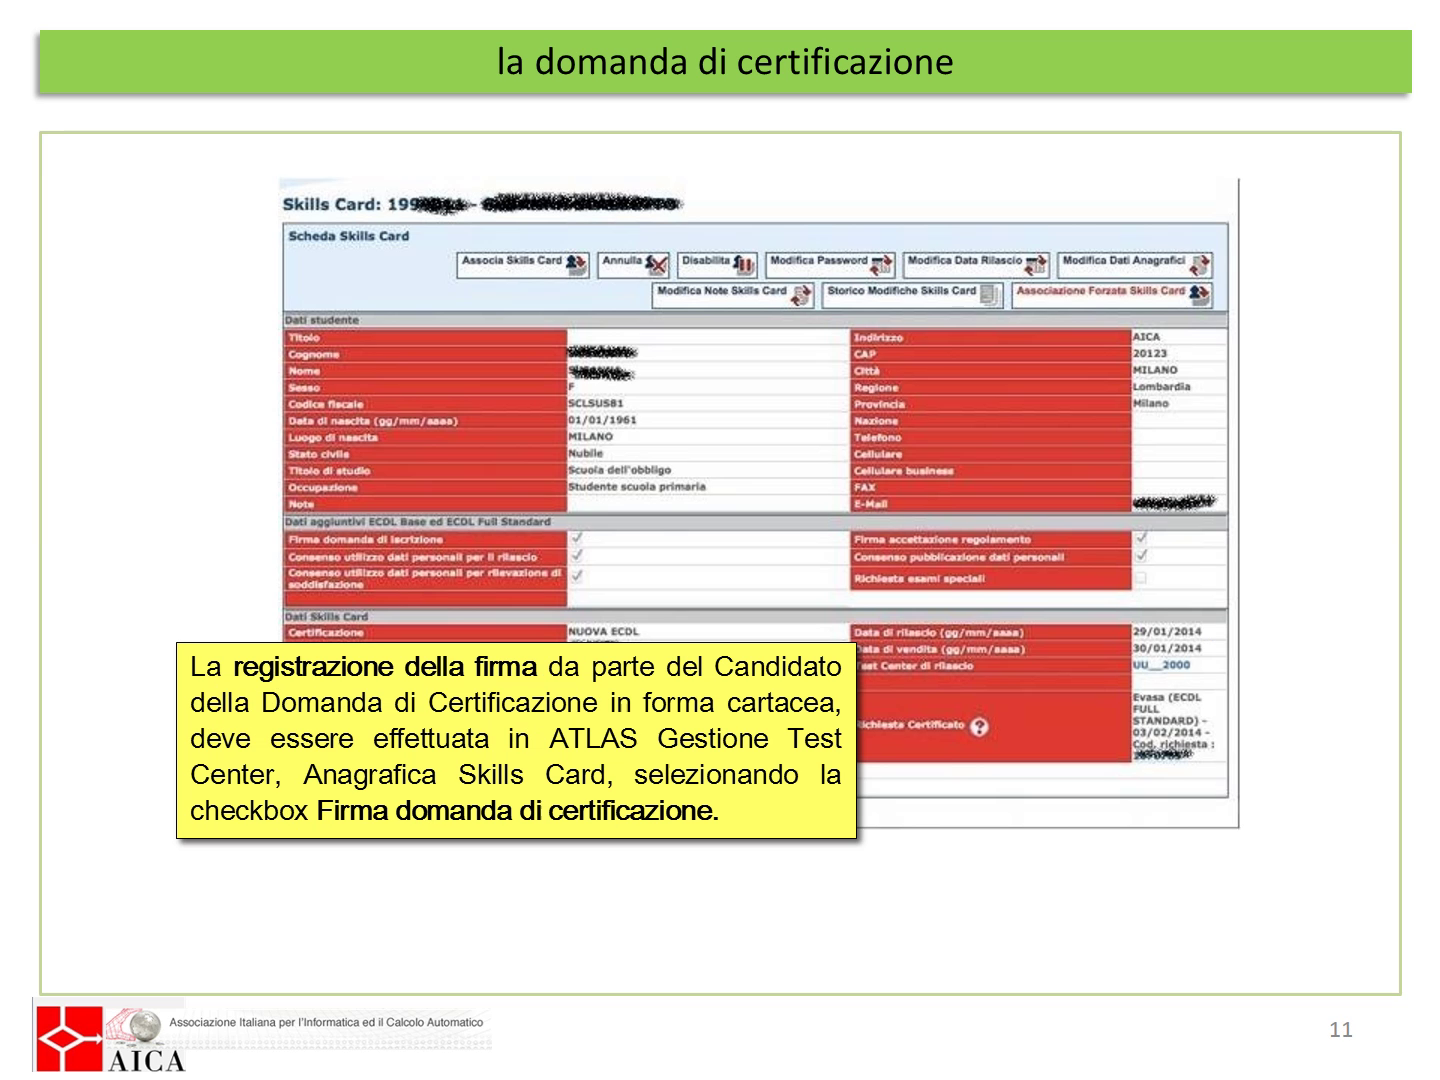 la domanda di certificazione
Skills Card: 199
Scheda Skills Card
Associa Skills Card Annulla Disabilita Modifica Password Modifica Data Rilascio Modifica Dati Anagrafici
Modifica Note Skills Card Storico Modifiche Skills Card Associazione Forzata Skills Card
Dati studente
Titolo Indirizzo AICA
Cognome CAP 20123
Nome Città MILANO
Sesso F Regione Lombardia
Codice fiscale SCLSUS81 Provincia Milano
Data di nascita (gg/mm/aaaa) 01/01/1961 Nazione
Luogo di nascita MILANO Telefono
Stato civile Nubile Cellulare
Titolo di studio Scuola dell'obbligo Cellulare business
Occupazione Studente scuola primaria FAX
Note E-Mail
Dati aggiuntivi ECDL Base ed ECDL Full Standard
Firma domanda di iscrizione Firma accettazione regolamento
Consenso utilizzo dati personali per il rilascio Consenso pubblicazione dati personali
Consenso utilizzo dati personali per rilevazione di
soddisfazione Richiesta esami speciali
Dati Skills Card
Certificazione NUOVA ECDL Data di rilascio (gg/mm/aaaa) 29/01/2014
Data di vendita (gg/mm/aaaa) 30/01/2014
Test Center di rilascio UU__2000
Richiesta Certificato ? Evasa (ECDL
FULL
STANDARD) -
03/02/2014 -
Cod. richiesta :
La registrazione della firma da parte del Candidato
della Domanda di Certificazione in forma cartacea,
deve essere effettuata in ATLAS Gestione Test
Center, Anagrafica Skills Card, selezionando la
checkbox Firma domanda di certificazione.
Associazione Italiana per l'Informatica ed il Calcolo Automatico
AICA
11